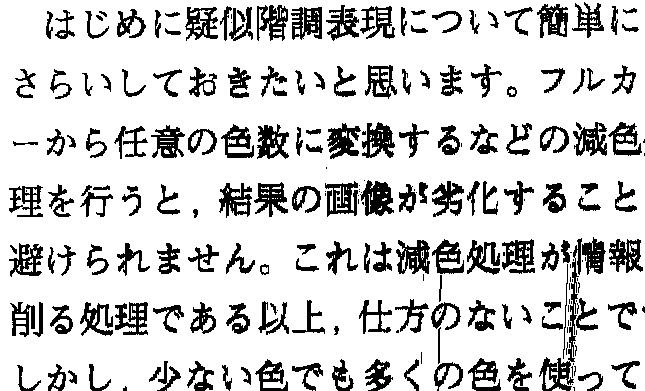 はじめに疑似階調表現について簡単に
さらいしておきたいと思います。フルカ
ーから任意の色数に変換するなどの減色
理を行うと，結果の画像が劣化すること
避けられません。これは減色処理が情報
削る処理である以上，仕方のないことで
しかし，少ない色でも多くの色を使って